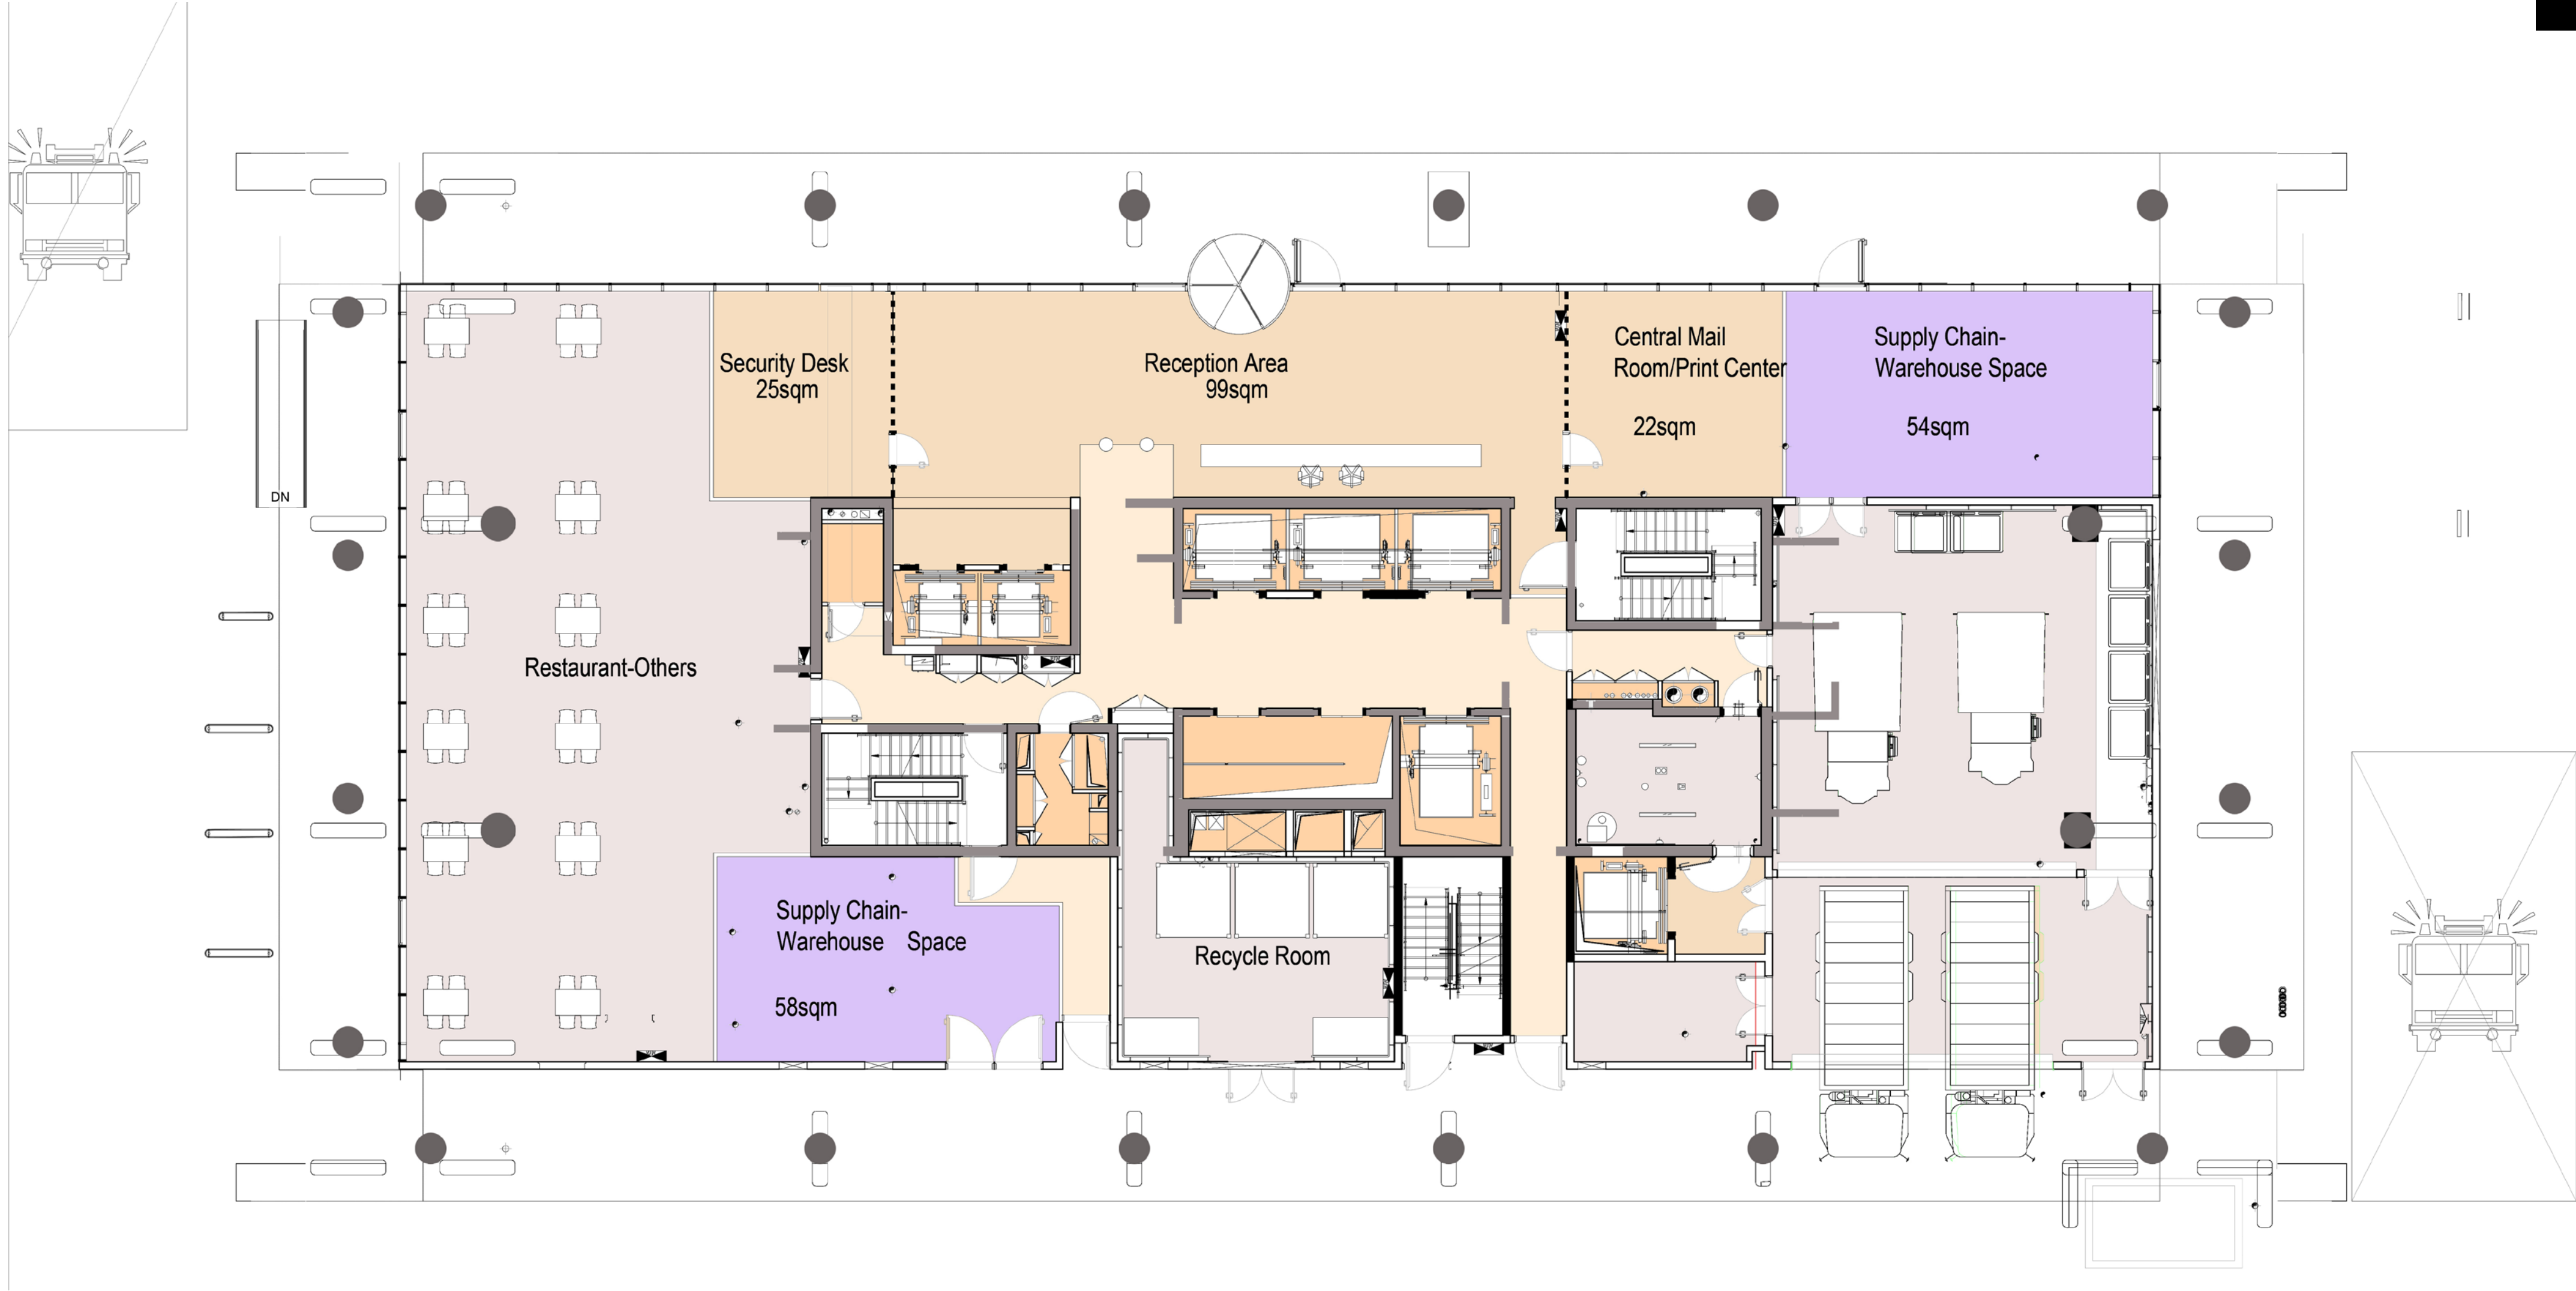 Security Desk
25sqm
Reception Area
99sqm
Central Mail
Room/Print Center
22sqm
Supply Chain-
Warehouse Space
54sqm
DN
Restaurant-Others
Supply Chain-
Warehouse Space
58sqm
Recycle Room